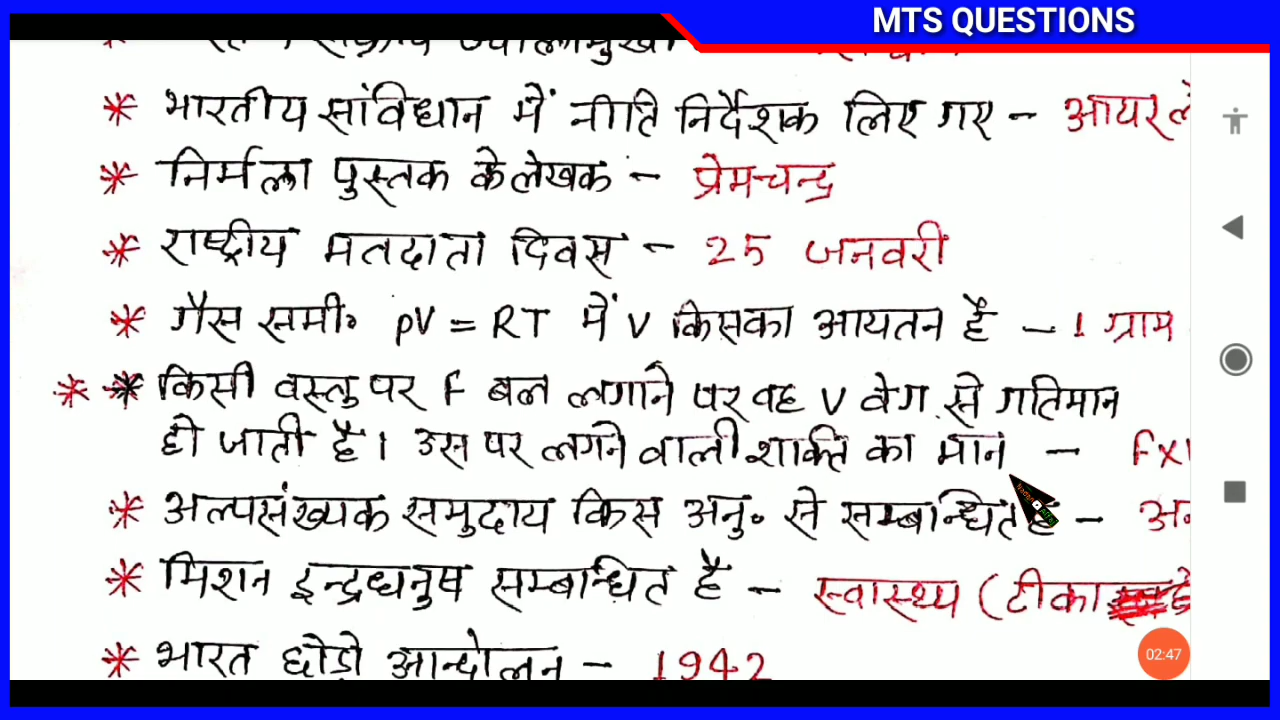 MTS QUESTIONS
* भारतीय सांविधान में नीति निर्देशक लिए गए - आयरलै
* निर्मला पुस्तक के लेखक - प्रेमचन्द्र
* राष्ट्रीय मतदाता दिवस - 25 जनवरी
* गैस समी॰ PV = RT में V किसका आयतन है - 1 ग्राम
* * किसी वस्तु पर F बल लगाने पर वह V वेग से गतिमान
हो जाती है। उस पर लगने वाली शक्ति का मान - F×
* अल्पसंख्यक समुदाय किस अनु॰ से सम्बन्धित है -
* मिशन इन्द्रधनुष सम्बन्धित है - स्वास्थ्य (टीका
* भारत छोड़ो आन्दोलन - 1942
02:47